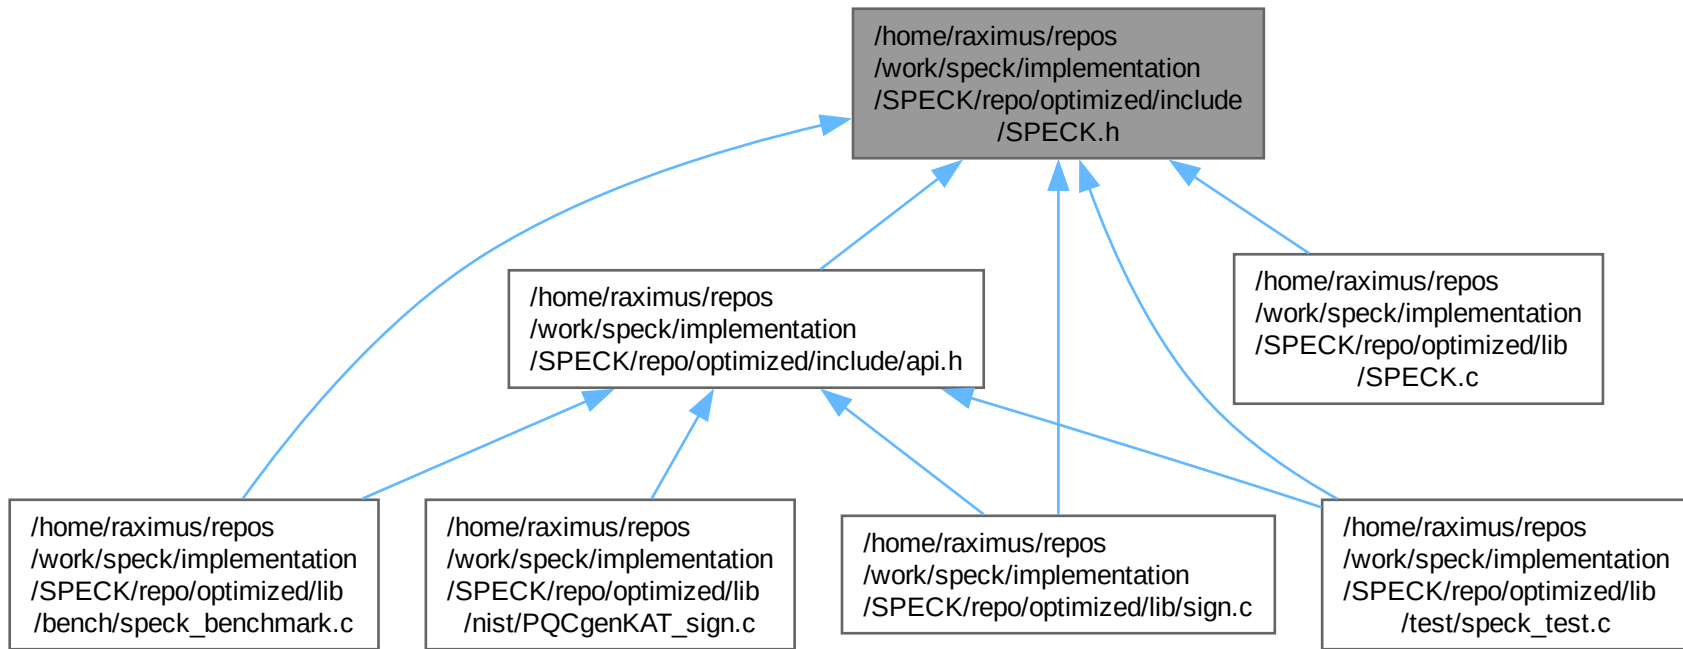 /home/raximus/repos
/work/speck/implementation
/SPECK/repo/optimized/include
/SPECK.h
/home/raximus/repos
/work/speck/implementation
/SPECK/repo/optimized/include/api.h
/home/raximus/repos
/work/speck/implementation
/SPECK/repo/optimized/lib
/SPECK.c
/home/raximus/repos
/work/speck/implementation
/SPECK/repo/optimized/lib
/bench/speck_benchmark.c
/home/raximus/repos
/work/speck/implementation
/SPECK/repo/optimized/lib
/nist/PQCgenKAT_sign.c
/home/raximus/repos
/work/speck/implementation
/SPECK/repo/optimized/lib/sign.c
/home/raximus/repos
/work/speck/implementation
/SPECK/repo/optimized/lib
/test/speck_test.c